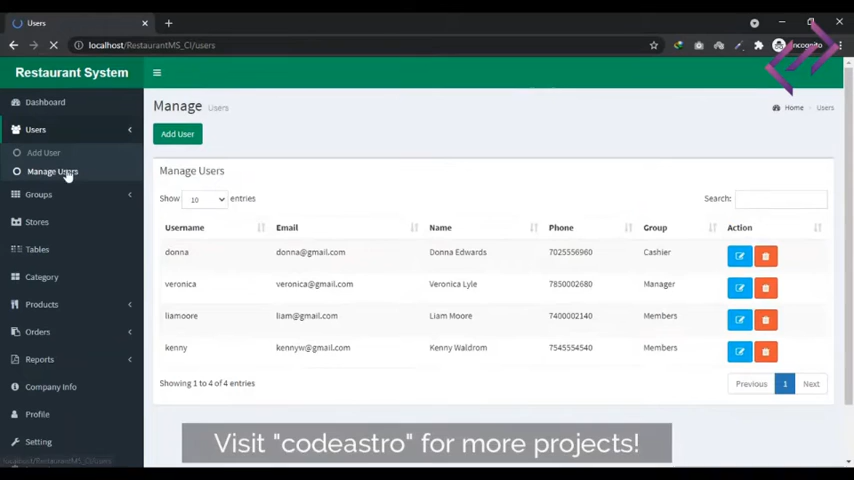 Users
localhost/RestaurantMS_CI/users
Incognito
Restaurant System
Dashboard
Users
Add User
Manage Users
Groups
Stores
Tables
Category
Products
Orders
Reports
Company Info
Profile
Setting
localhost/RestaurantMS_CI/users
Manage Users
Home > Users
Add User
Manage Users
Show 10 entries
Search:
Username Email Name Phone Group Action
donna donna@gmail.com Donna Edwards 7025556960 Cashier
veronica veronica@gmail.com Veronica Lyle 7850002680 Manager
liamoore liam@gmail.com Liam Moore 7400002140 Members
kenny kennyw@gmail.com Kenny Waldrom 7545554540 Members
Showing 1 to 4 of 4 entries
Previous 1 Next
Visit "codeastro" for more projects!